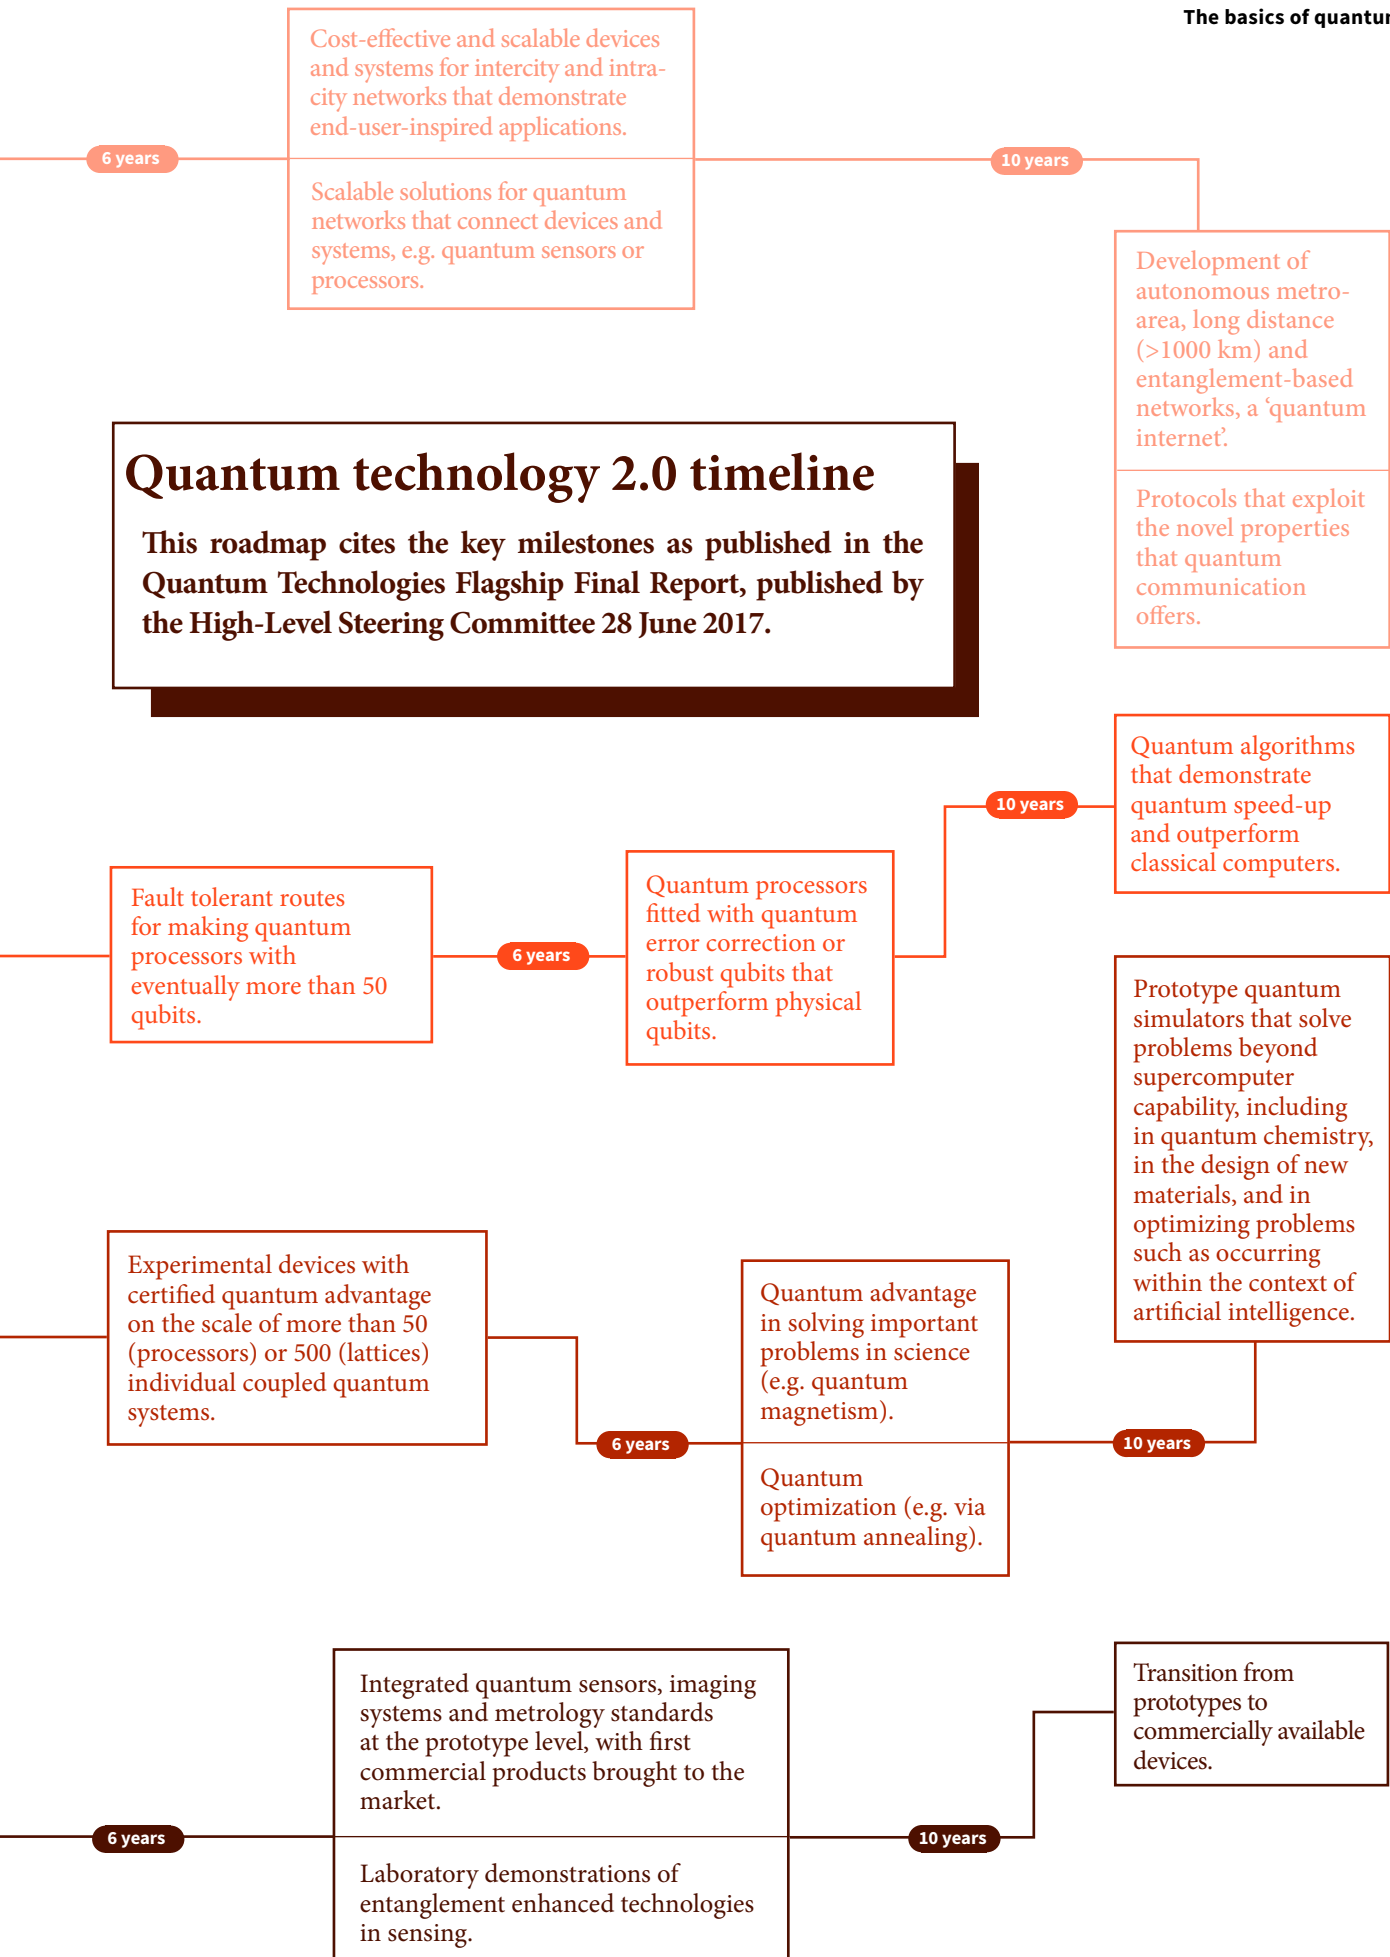 The basics of quantum
Cost-effective and scalable devices
and systems for intercity and intra-
city networks that demonstrate
end-user-inspired applications.
6 years
10 years
Scalable solutions for quantum
networks that connect devices and
systems, e.g. quantum sensors or
processors.
Development of
autonomous metro-
area, long distance
(>1000 km) and
entanglement-based
networks, a ‘quantum
internet’.
Protocols that exploit
the novel properties
that quantum
communication
offers.
Quantum technology 2.0 timeline
This roadmap cites the key milestones as published in the
Quantum Technologies Flagship Final Report, published by
the High-Level Steering Committee 28 June 2017.
Fault tolerant routes
for making quantum
processors with
eventually more than 50
qubits.
6 years
Quantum processors
fitted with quantum
error correction or
robust qubits that
outperform physical
qubits.
10 years
Quantum algorithms
that demonstrate
quantum speed-up
and outperform
classical computers.
Experimental devices with
certified quantum advantage
on the scale of more than 50
(processors) or 500 (lattices)
individual coupled quantum
systems.
6 years
Quantum advantage
in solving important
problems in science
(e.g. quantum
magnetism).
Quantum
optimization (e.g. via
quantum annealing).
10 years
Prototype quantum
simulators that solve
problems beyond
supercomputer
capability, including
in quantum chemistry,
in the design of new
materials, and in
optimizing problems
such as occurring
within the context of
artificial intelligence.
6 years
Integrated quantum sensors, imaging
systems and metrology standards
at the prototype level, with first
commercial products brought to the
market.
Laboratory demonstrations of
entanglement enhanced technologies
in sensing.
10 years
Transition from
prototypes to
commercially available
devices.